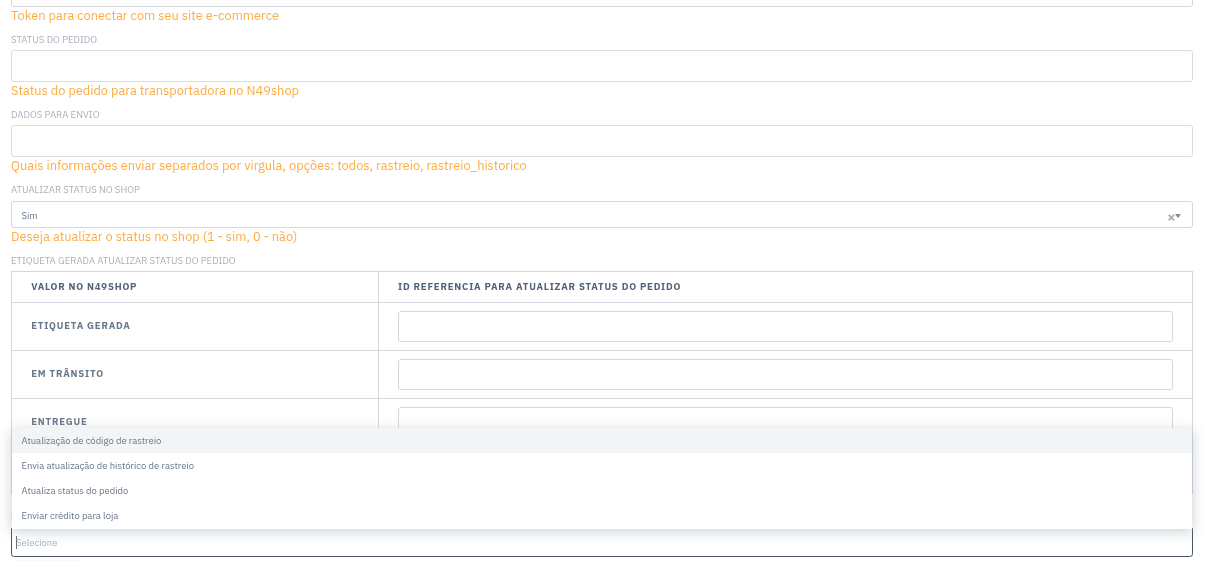 Token para conectar com seu site e-commerce
STATUS DO PEDIDO
Status do pedido para transportadora no N49shop
DADOS PARA ENVIO
Quais informações enviar separados por virgula, opções: todos, rastreio, rastreio_historico
ATUALIZAR STATUS NO SHOP
Sim
Deseja atualizar o status no shop (1 - sim, 0 - não)
ETIQUETA GERADA ATUALIZAR STATUS DO PEDIDO
VALOR NO N49SHOP
ID REFERENCIA PARA ATUALIZAR STATUS DO PEDIDO
ETIQUETA GERADA
EM TRÂNSITO
ENTREGUE
Atualização de código de rastreio
Envia atualização de histórico de rastreio
Atualiza status do pedido
Enviar crédito para loja
Selecione